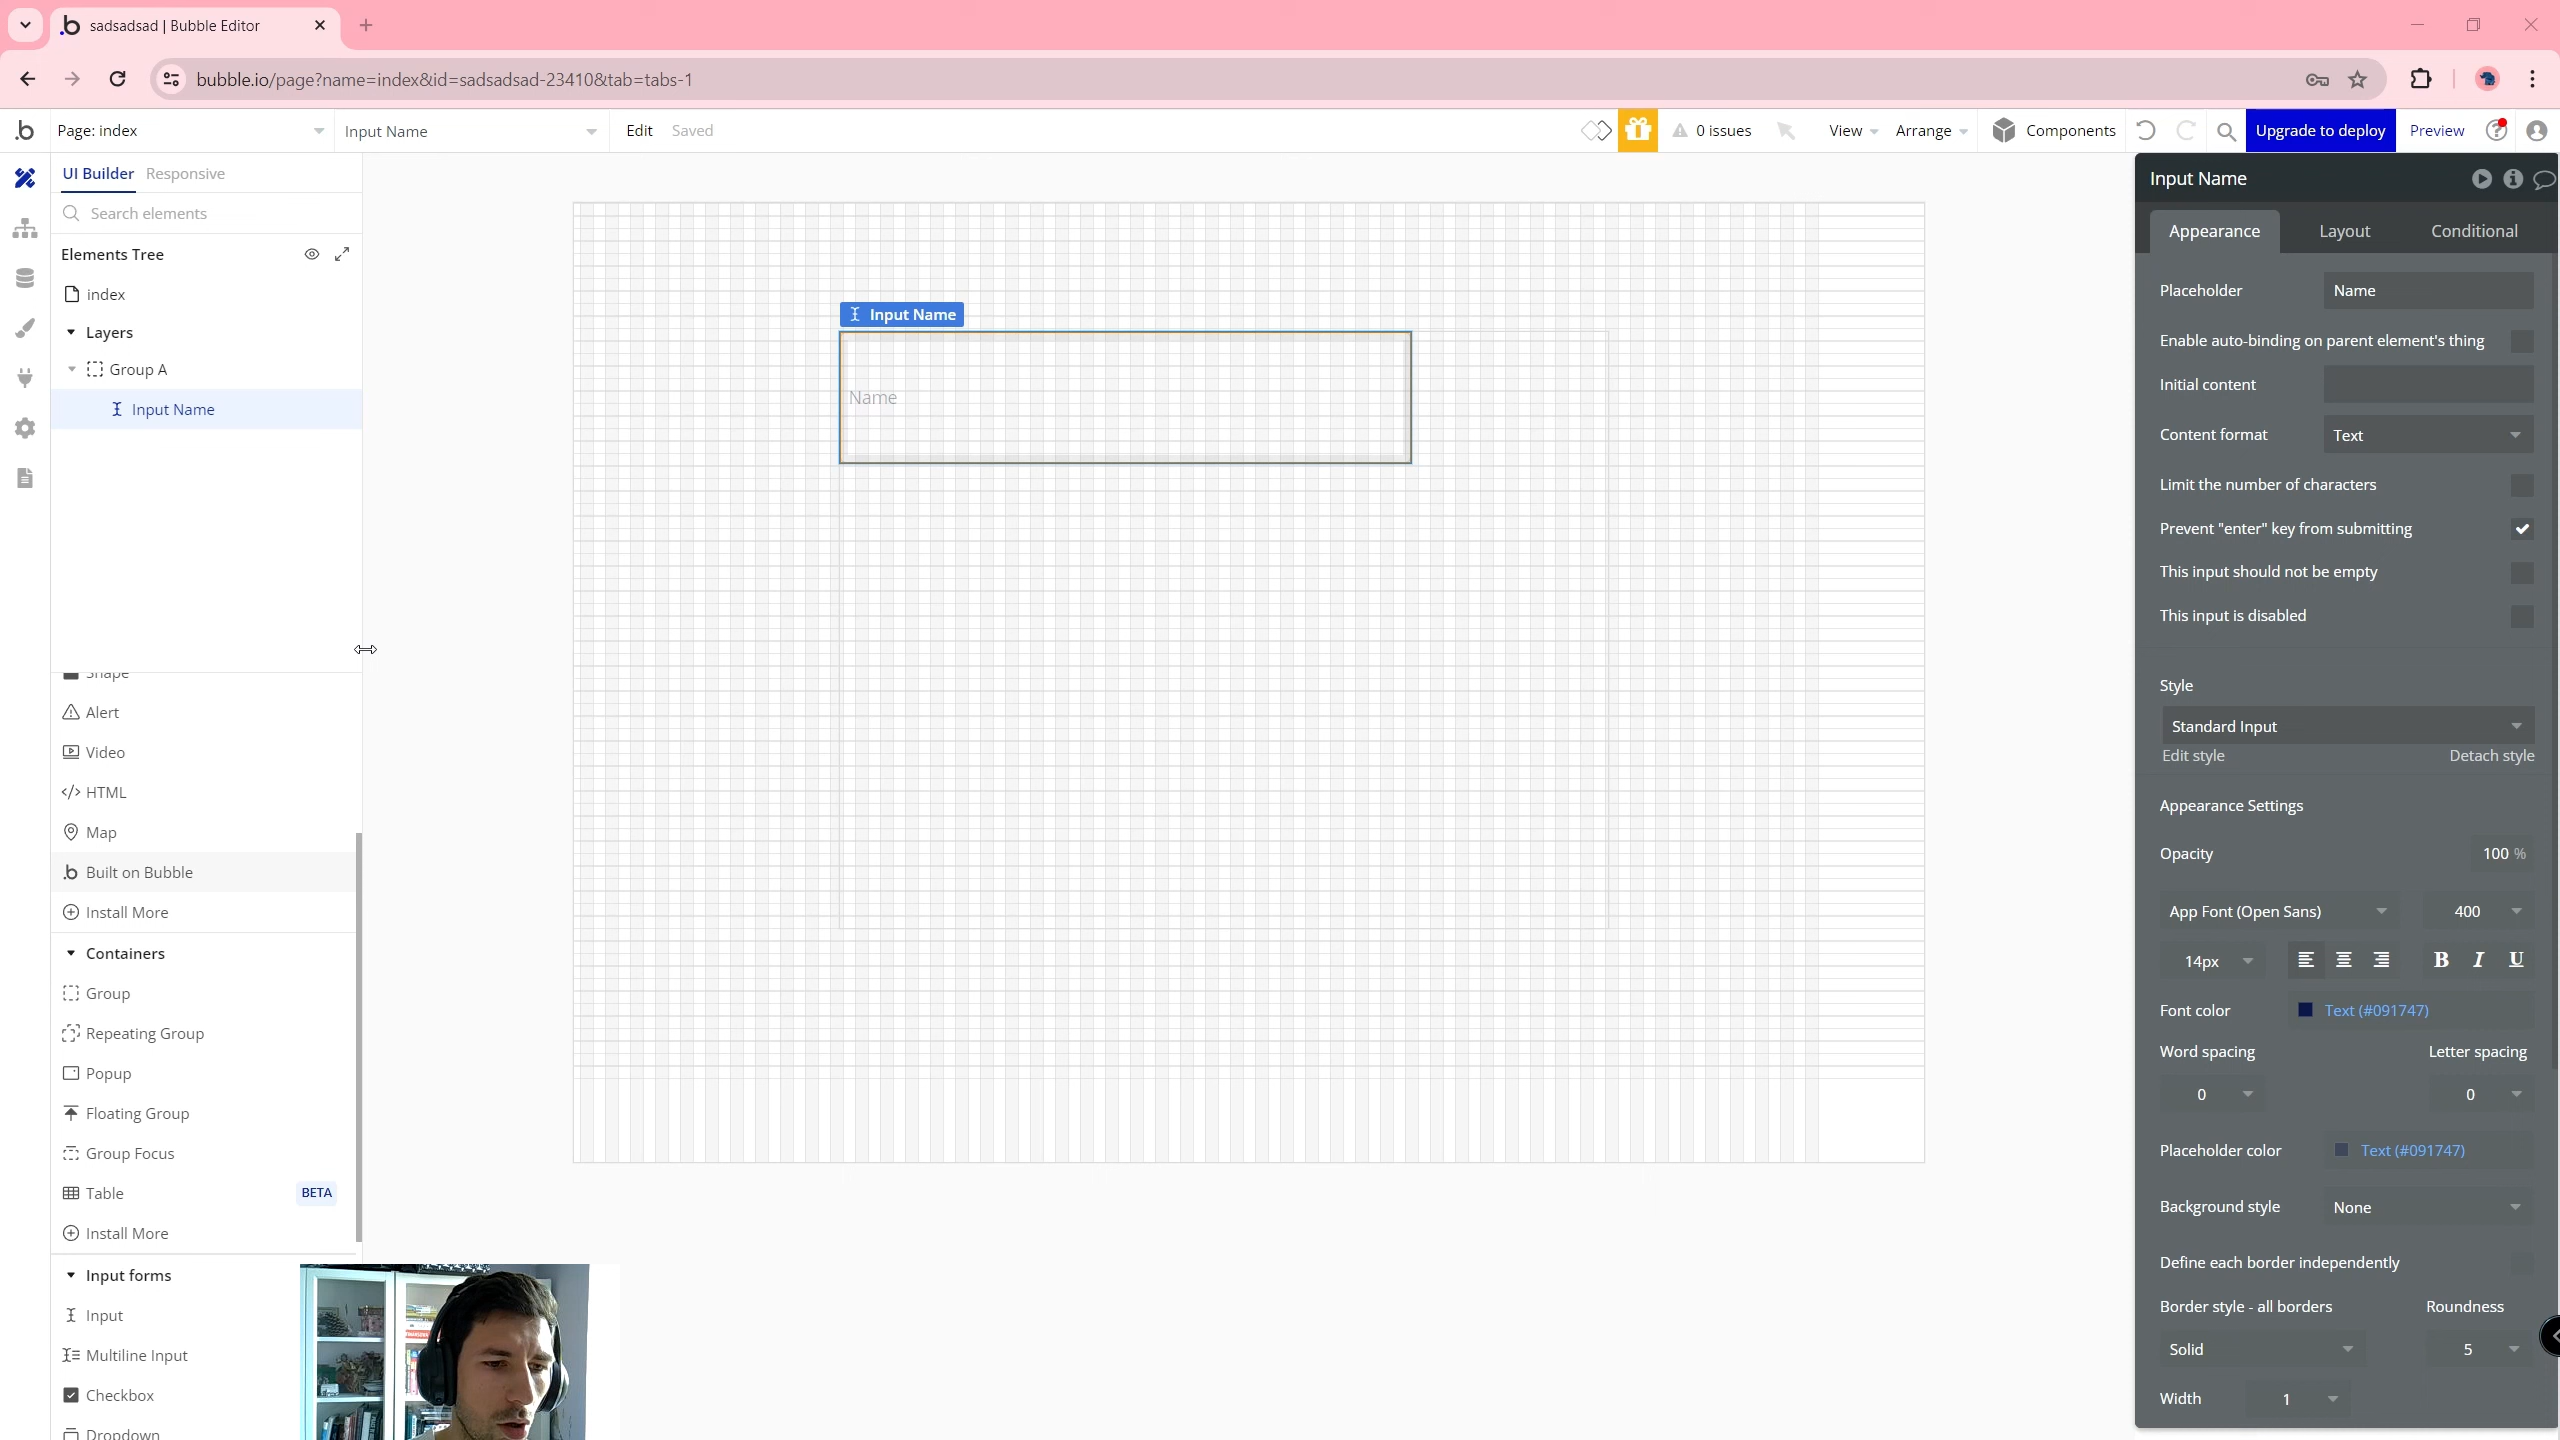 sadsadsad | Bubble Editor
bubble.io/page?name=index&id=sadsadsad-23410&tab=tabs-1
Page: index
Input Name
Edit
Saved
0 issues
View
Arrange
Components
Upgrade to deploy
Preview
UI Builder
Responsive
Search elements
Elements Tree
index
Layers
Group A
Input Name
Shape
Alert
Video
HTML
Map
Built on Bubble
Install More
Containers
Group
Repeating Group
Popup
Floating Group
Group Focus
Table
BETA
Install More
Input forms
Input
Multiline Input
Checkbox
Dropdown
Input Name
Name
Input Name
Appearance
Layout
Conditional
Placeholder
Name
Enable auto-binding on parent element's thing
Initial content
Content format
Text
Limit the number of characters
Prevent "enter" key from submitting
This input should not be empty
This input is disabled
Style
Standard Input
Edit style
Detach style
Appearance Settings
Opacity
100 %
App Font (Open Sans)
400
14px
B
I
U
Font color
Text (#091747)
Word spacing
Letter spacing
0
0
Placeholder color
Text (#091747)
Background style
None
Define each border independently
Border style - all borders
Roundness
Solid
5
Width
1